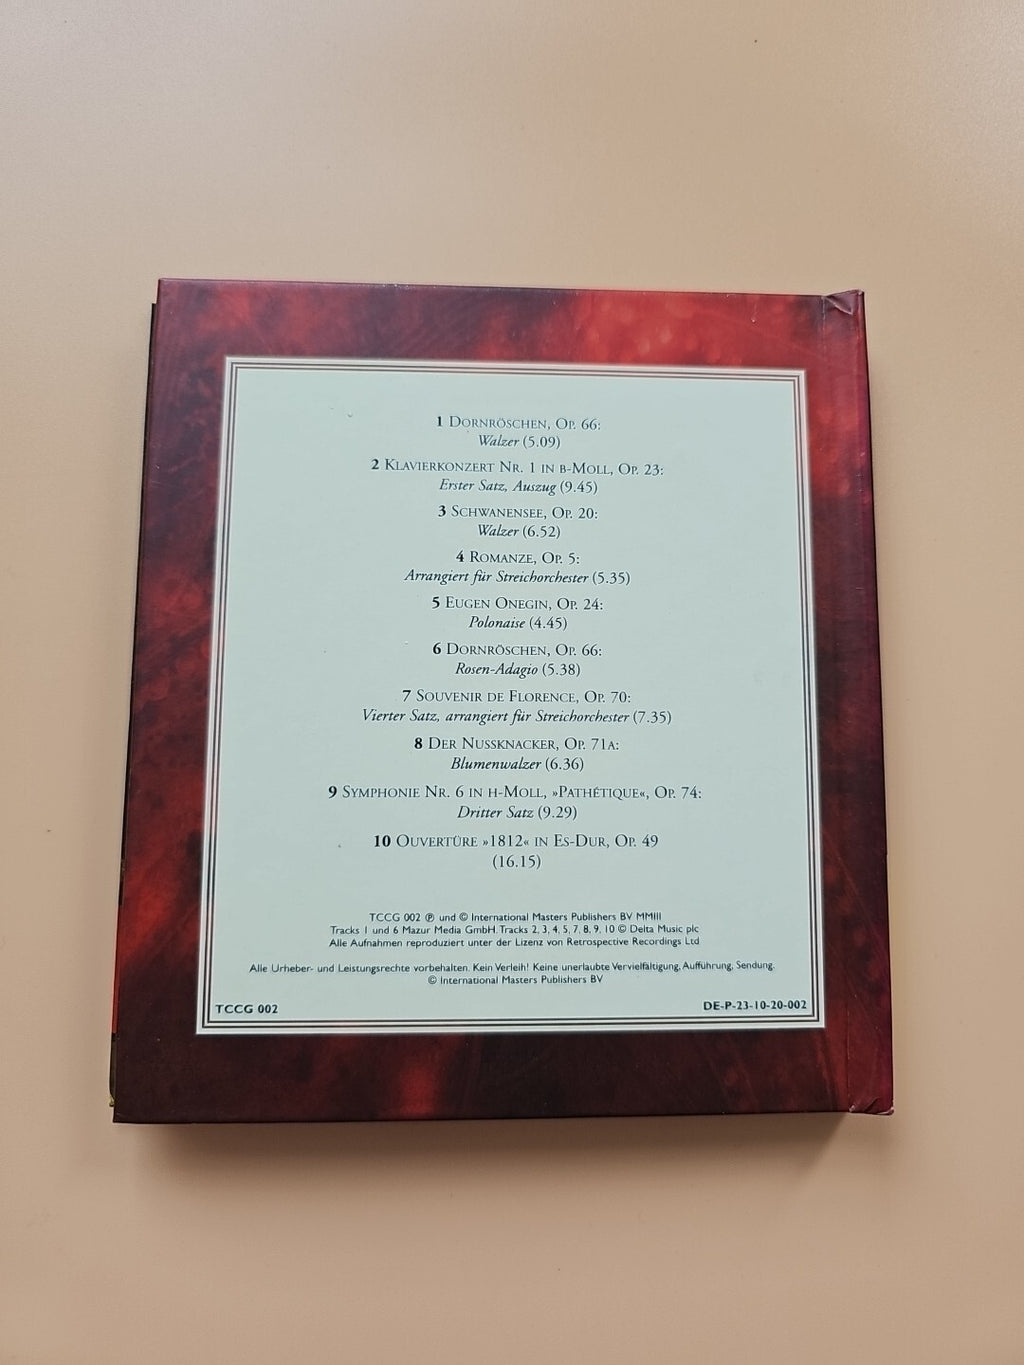 1 DORNRÖSCHEN, OP. 66:
Walzer (5.09)
2 KLAVIERKONZERT NR. 1 IN B-MOLL, OP. 23:
Erster Satz, Auszug (9.45)
3 SCHWANENSEE, OP. 20:
Walzer (6.52)
4 ROMANZE, OP. 5:
Arrangiert für Streichorchester (5.35)
5 EUGEN ONEGIN, OP. 24:
Polonaise (4.45)
6 DORNRÖSCHEN, OP. 66:
Rosen-Adagio (5.38)
7 SOUVENIR DE FLORENCE, OP. 70:
Vierter Satz, arrangiert für Streichorchester (7.35)
8 DER NUSSKNACKER, OP. 71A:
Blumenwalzer (6.36)
9 SYMPHONIE NR. 6 IN H-MOLL, »PATHÉTIQUE«, OP. 74:
Dritter Satz (9.29)
10 OUVERTÜRE »1812« IN ES-DUR, OP. 49
(16.15)
TCCG 002 ℗ und © International Masters Publishers BV MMIII
Tracks 1 und 6 Mazur Media GmbH. Tracks 2, 3, 4, 5, 7, 8, 9, 10 © Delta Music plc
Alle Aufnahmen reproduziert unter der Lizenz von Retrospective Recordings Ltd
Alle Urheber- und Leistungsrechte vorbehalten. Kein Verleih! Keine unerlaubte Vervielfältigung, Aufführung, Sendung.
© International Masters Publishers BV
TCCG 002
DE-P-23-10-20-002